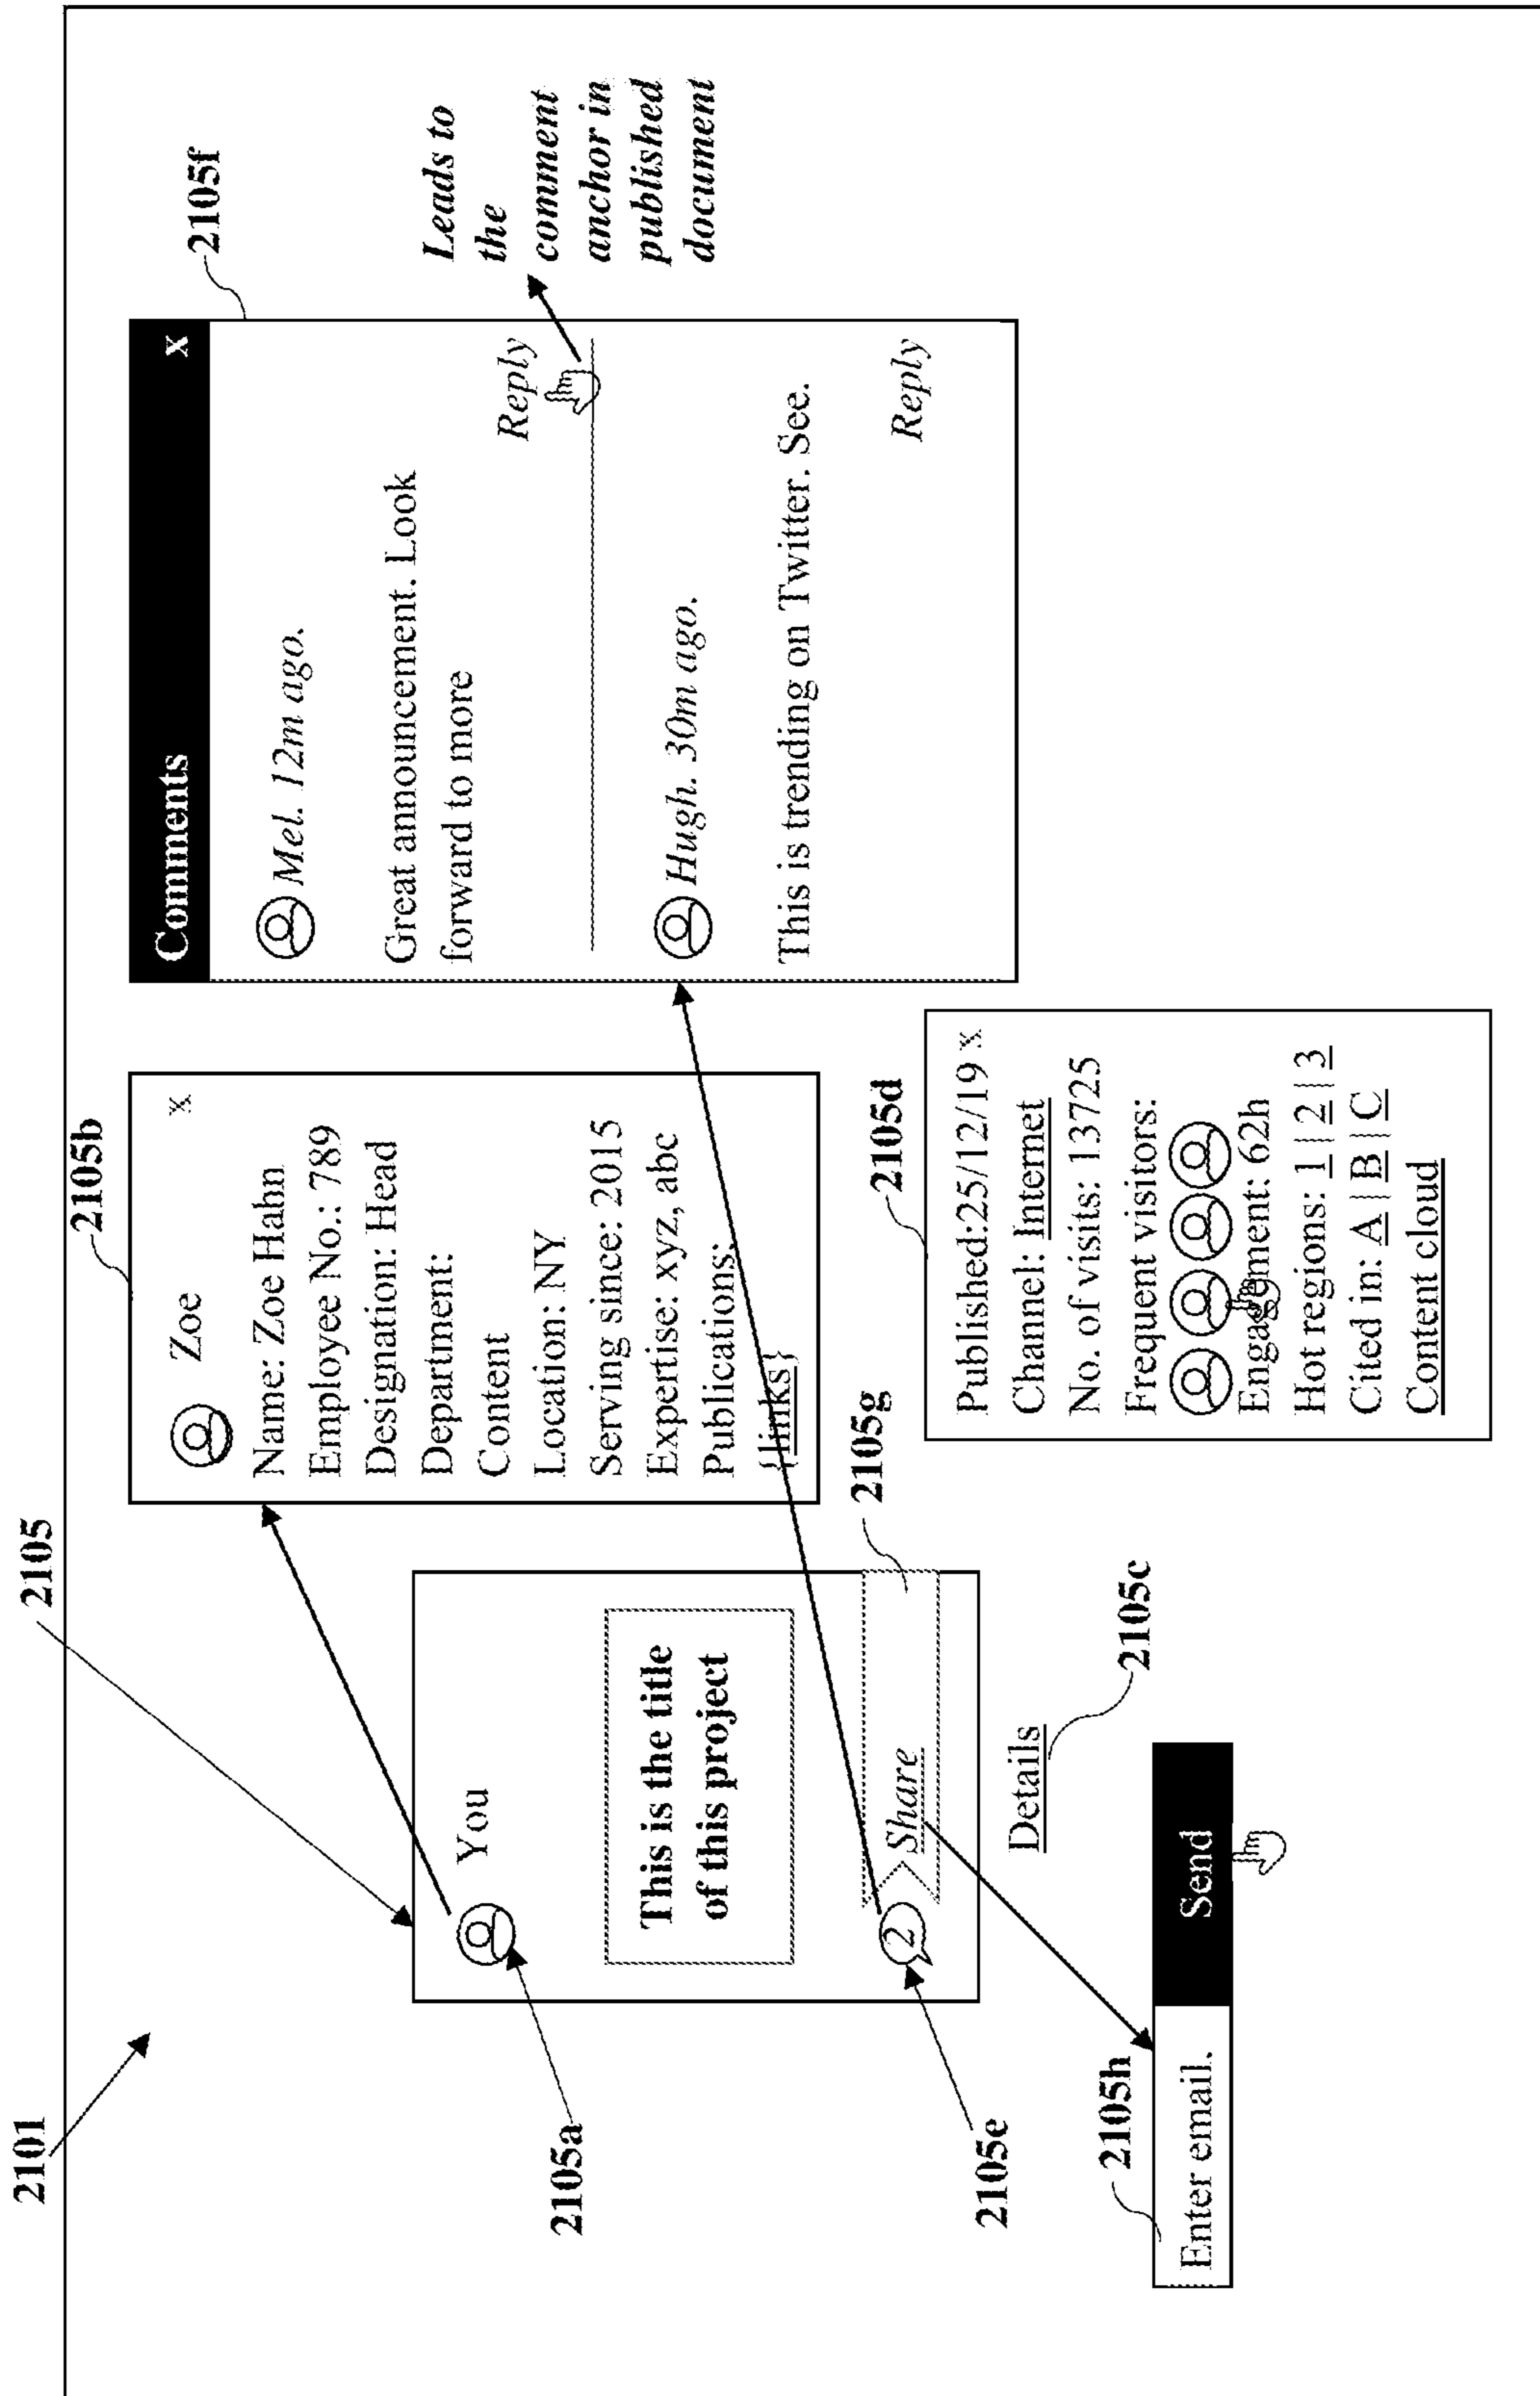 2101
2105
2105a
You
This is the title
of this project
2
Share
2105e
2105g
Details
2105c
2105h
Enter email.
Send
2105b
Zoe
x
Name: Zoe Hahn
Employee No.: 789
Designation: Head
Department:
Content
Location: NY
Serving since: 2015
Expertise: xyz, abc
Publications:
{links}
2105d
Published:25/12/19 x
Channel: Internet
No. of visits: 13725
Frequent visitors:
Engagement: 62h
Hot regions: 1 | 2 | 3
Cited in: A | B | C
Content cloud
2105f
Comments
x
Mel. 12m ago.
Great announcement. Look
forward to more
Reply
Hugh. 30m ago.
This is trending on Twitter. See.
Reply
Leads to
the
comment
anchor in
published
document